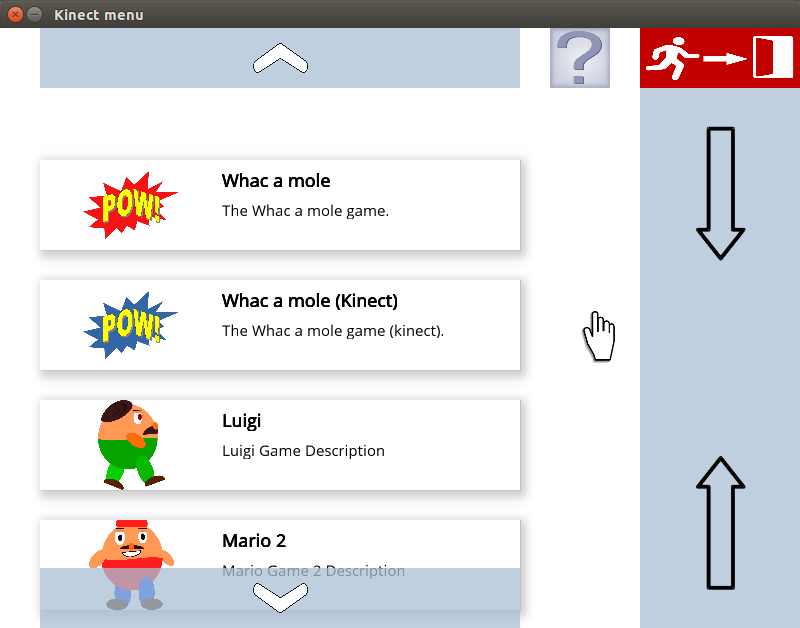 Kinect menu
?
POW!
Whac a mole
The Whac a mole game.
POW!
Whac a mole (Kinect)
The Whac a mole game (kinect).
Luigi
Luigi Game Description
Mario 2
Mario Game 2 Description